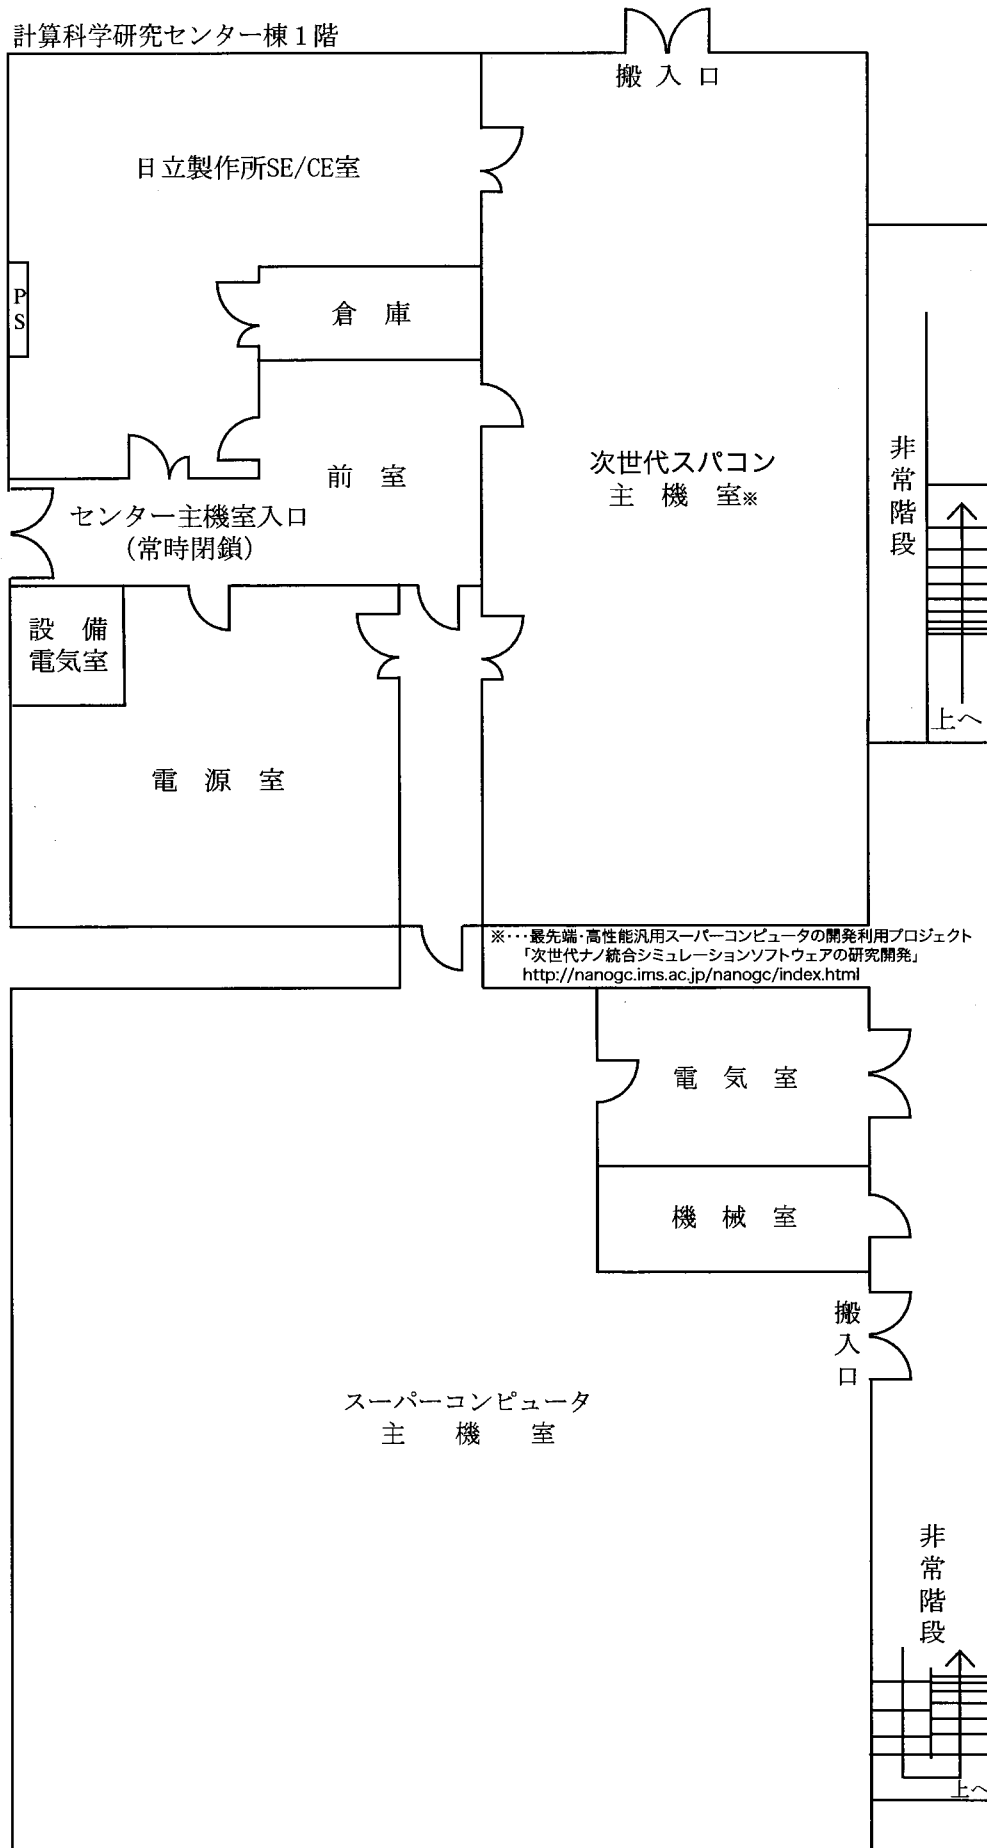 計算科学研究センター棟1階
搬 入 口
日立製作所SE/CE室
P
S
倉 庫
前 室
次世代スパコン
主 機 室※
非常階段
センター主機室入口
(常時閉鎖)
設 備
電気室
上へ
電 源 室
※・・・最先端・高性能汎用スーパーコンピュータの開発利用プロジェクト
「次世代ナノ統合シミュレーションソフトウェアの研究開発」
http://nanogc.ims.ac.jp/nanogc/index.html
電 気 室
機 械 室
搬入口
スーパーコンピュータ
主 機 室
非常階段
上へ